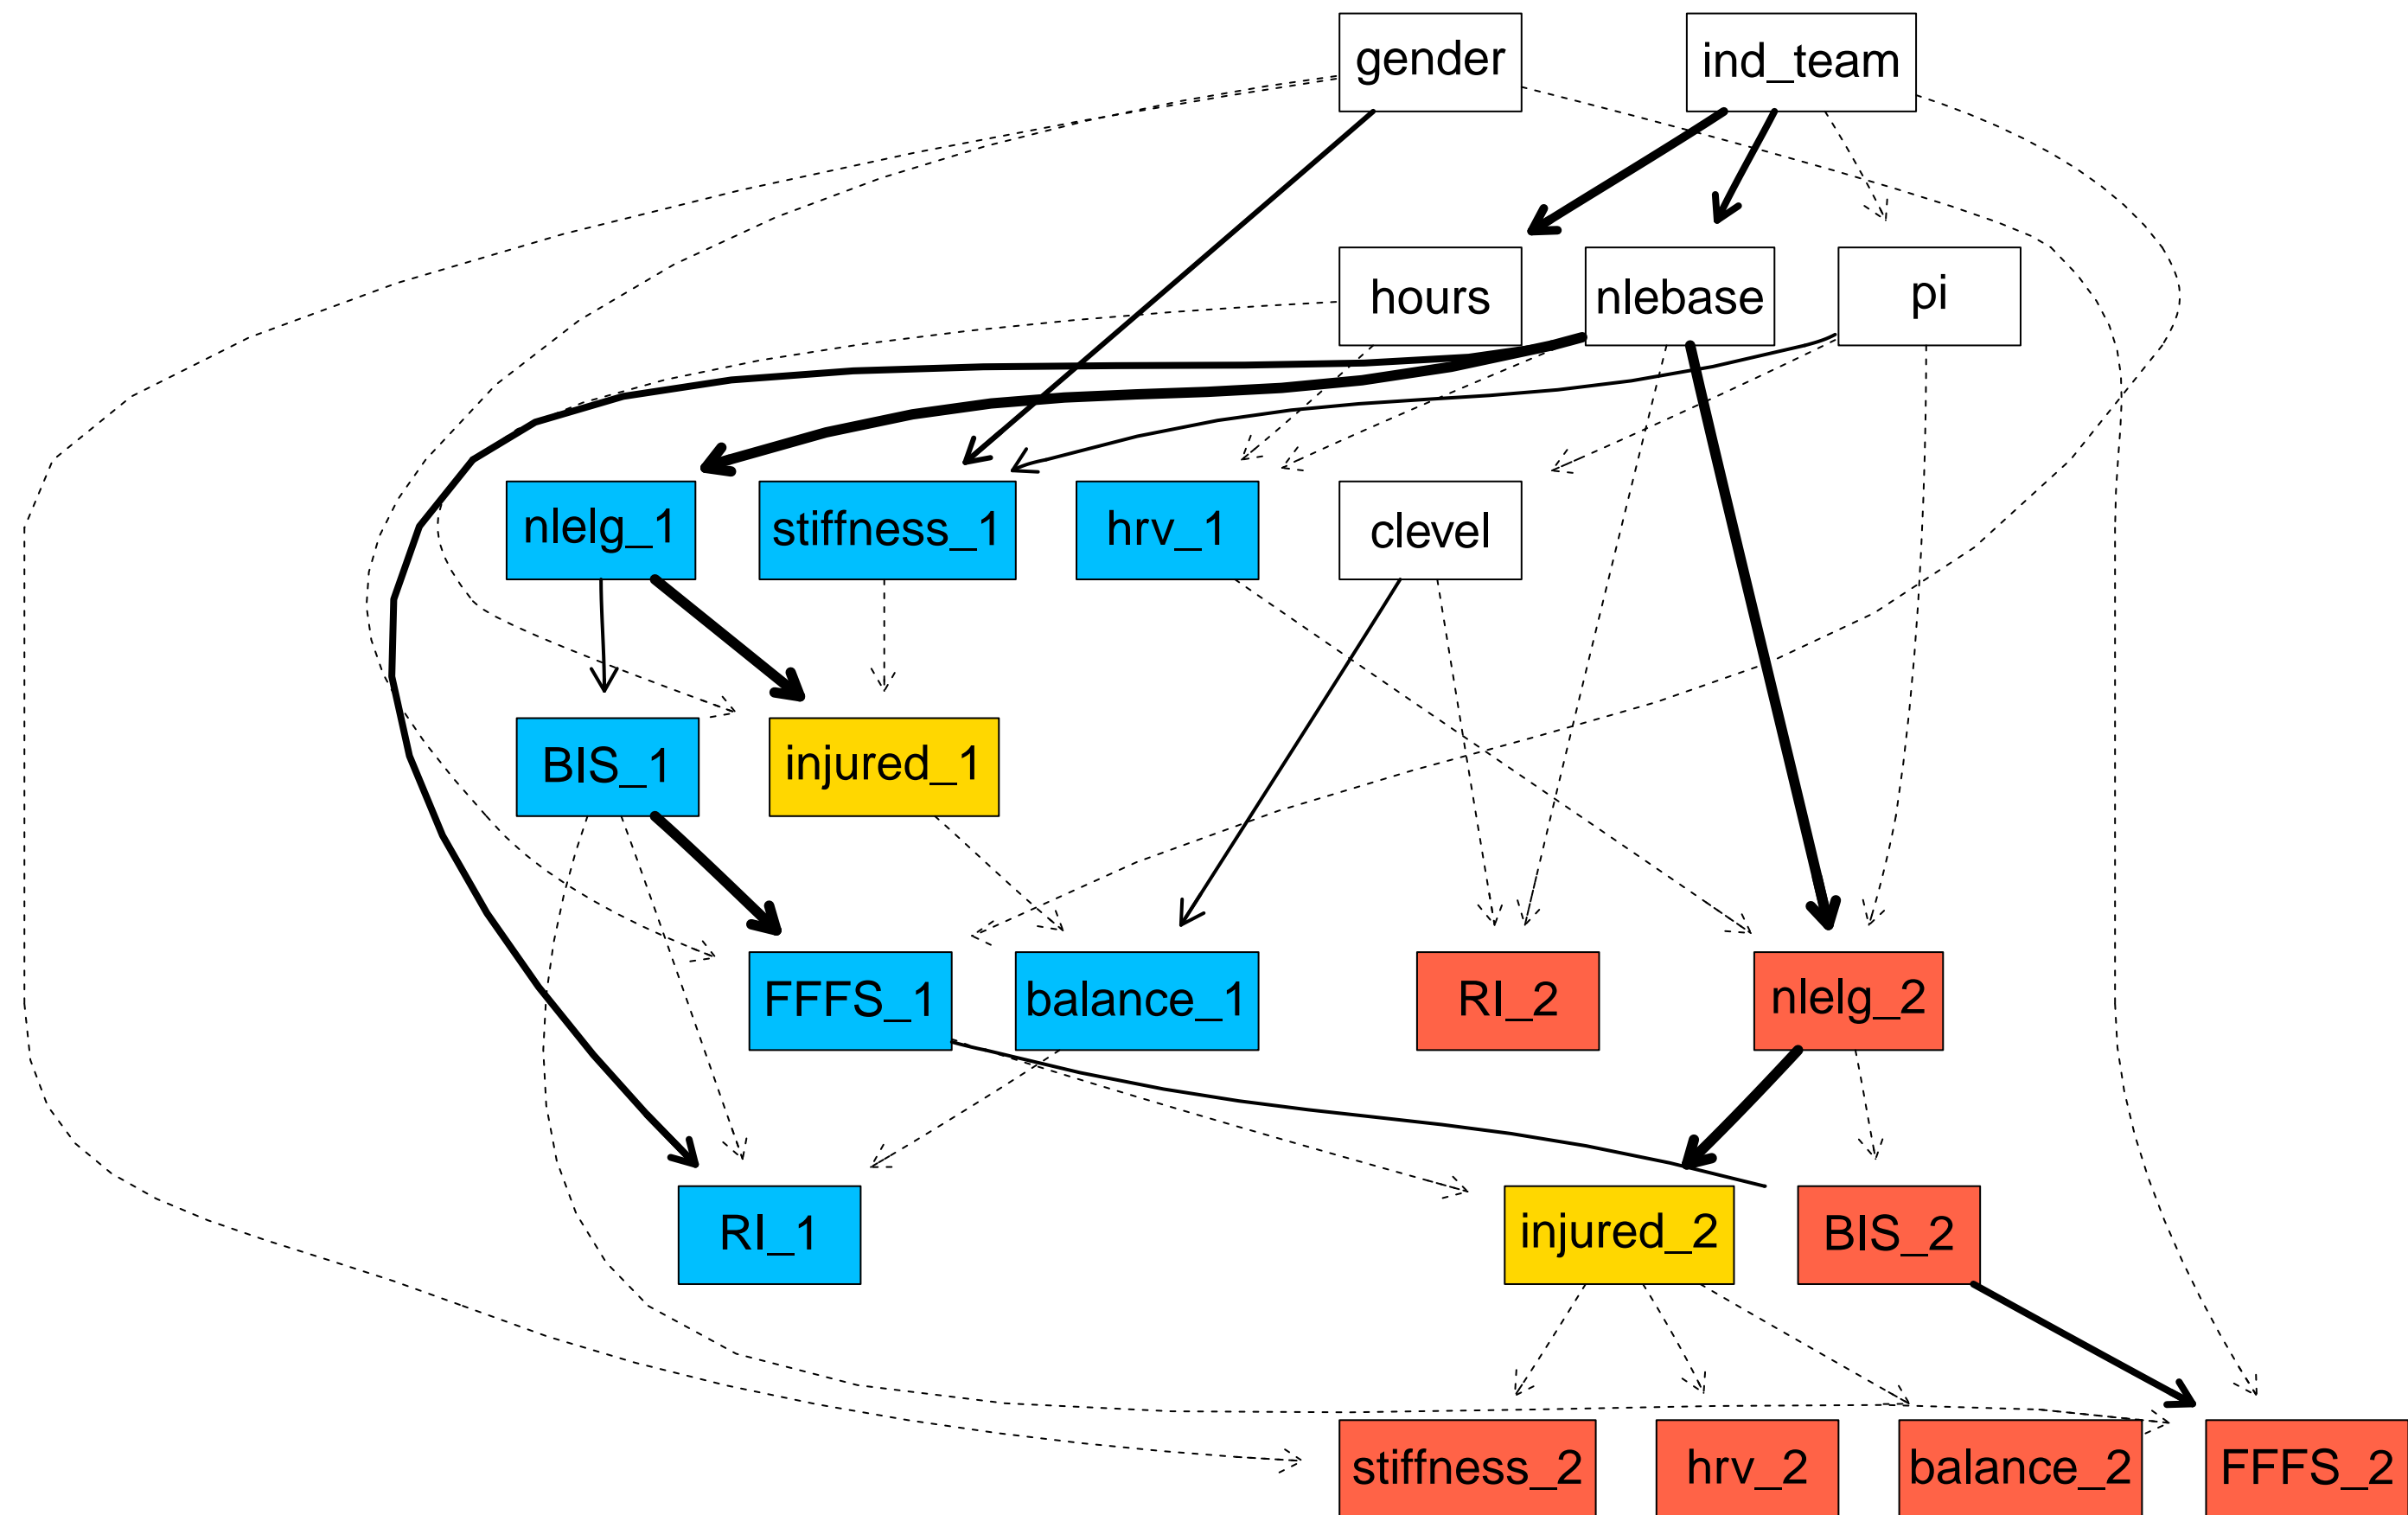 gender
ind_team
hours
nlebase
pi
nlelg_1
stiffness_1
hrv_1
clevel
BIS_1
injured_1
FFFS_1
balance_1
RI_2
nlelg_2
RI_1
injured_2
BIS_2
stiffness_2
hrv_2
balance_2
FFFS_2